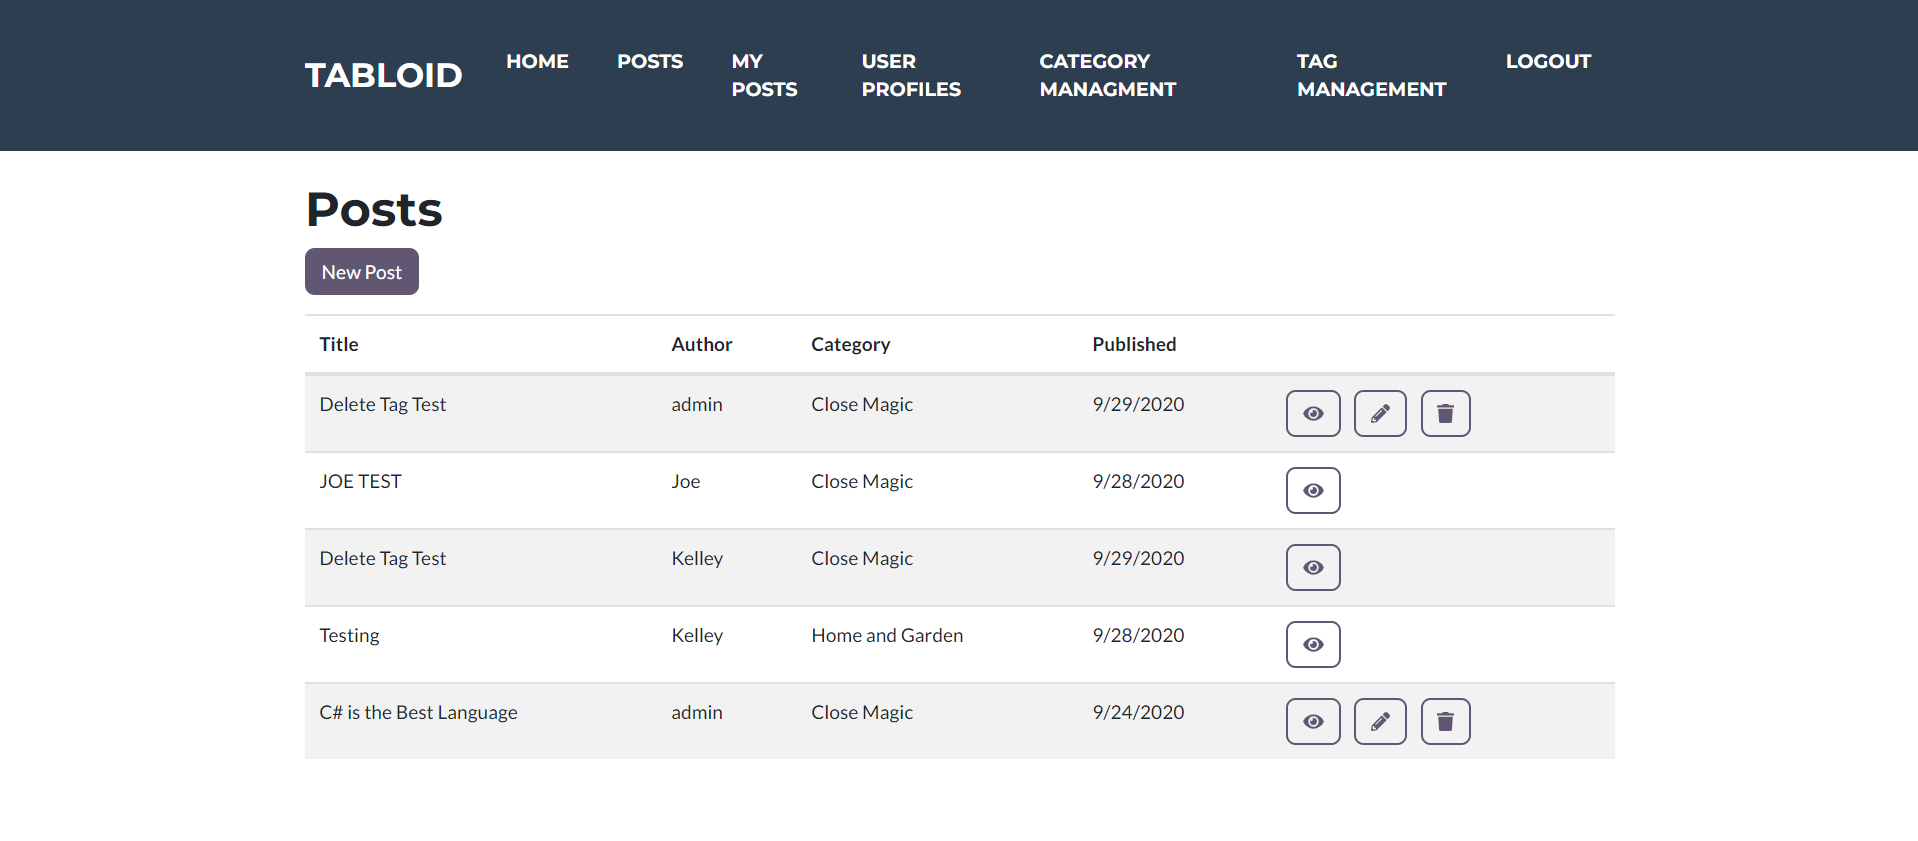 TABLOID
HOME
POSTS
MY
POSTS
USER
PROFILES
CATEGORY
MANAGMENT
TAG
MANAGEMENT
LOGOUT
Posts
New Post
Title Author Category Published
Delete Tag Test admin Close Magic 9/29/2020
JOE TEST Joe Close Magic 9/28/2020
Delete Tag Test Kelley Close Magic 9/29/2020
Testing Kelley Home and Garden 9/28/2020
C# is the Best Language admin Close Magic 9/24/2020